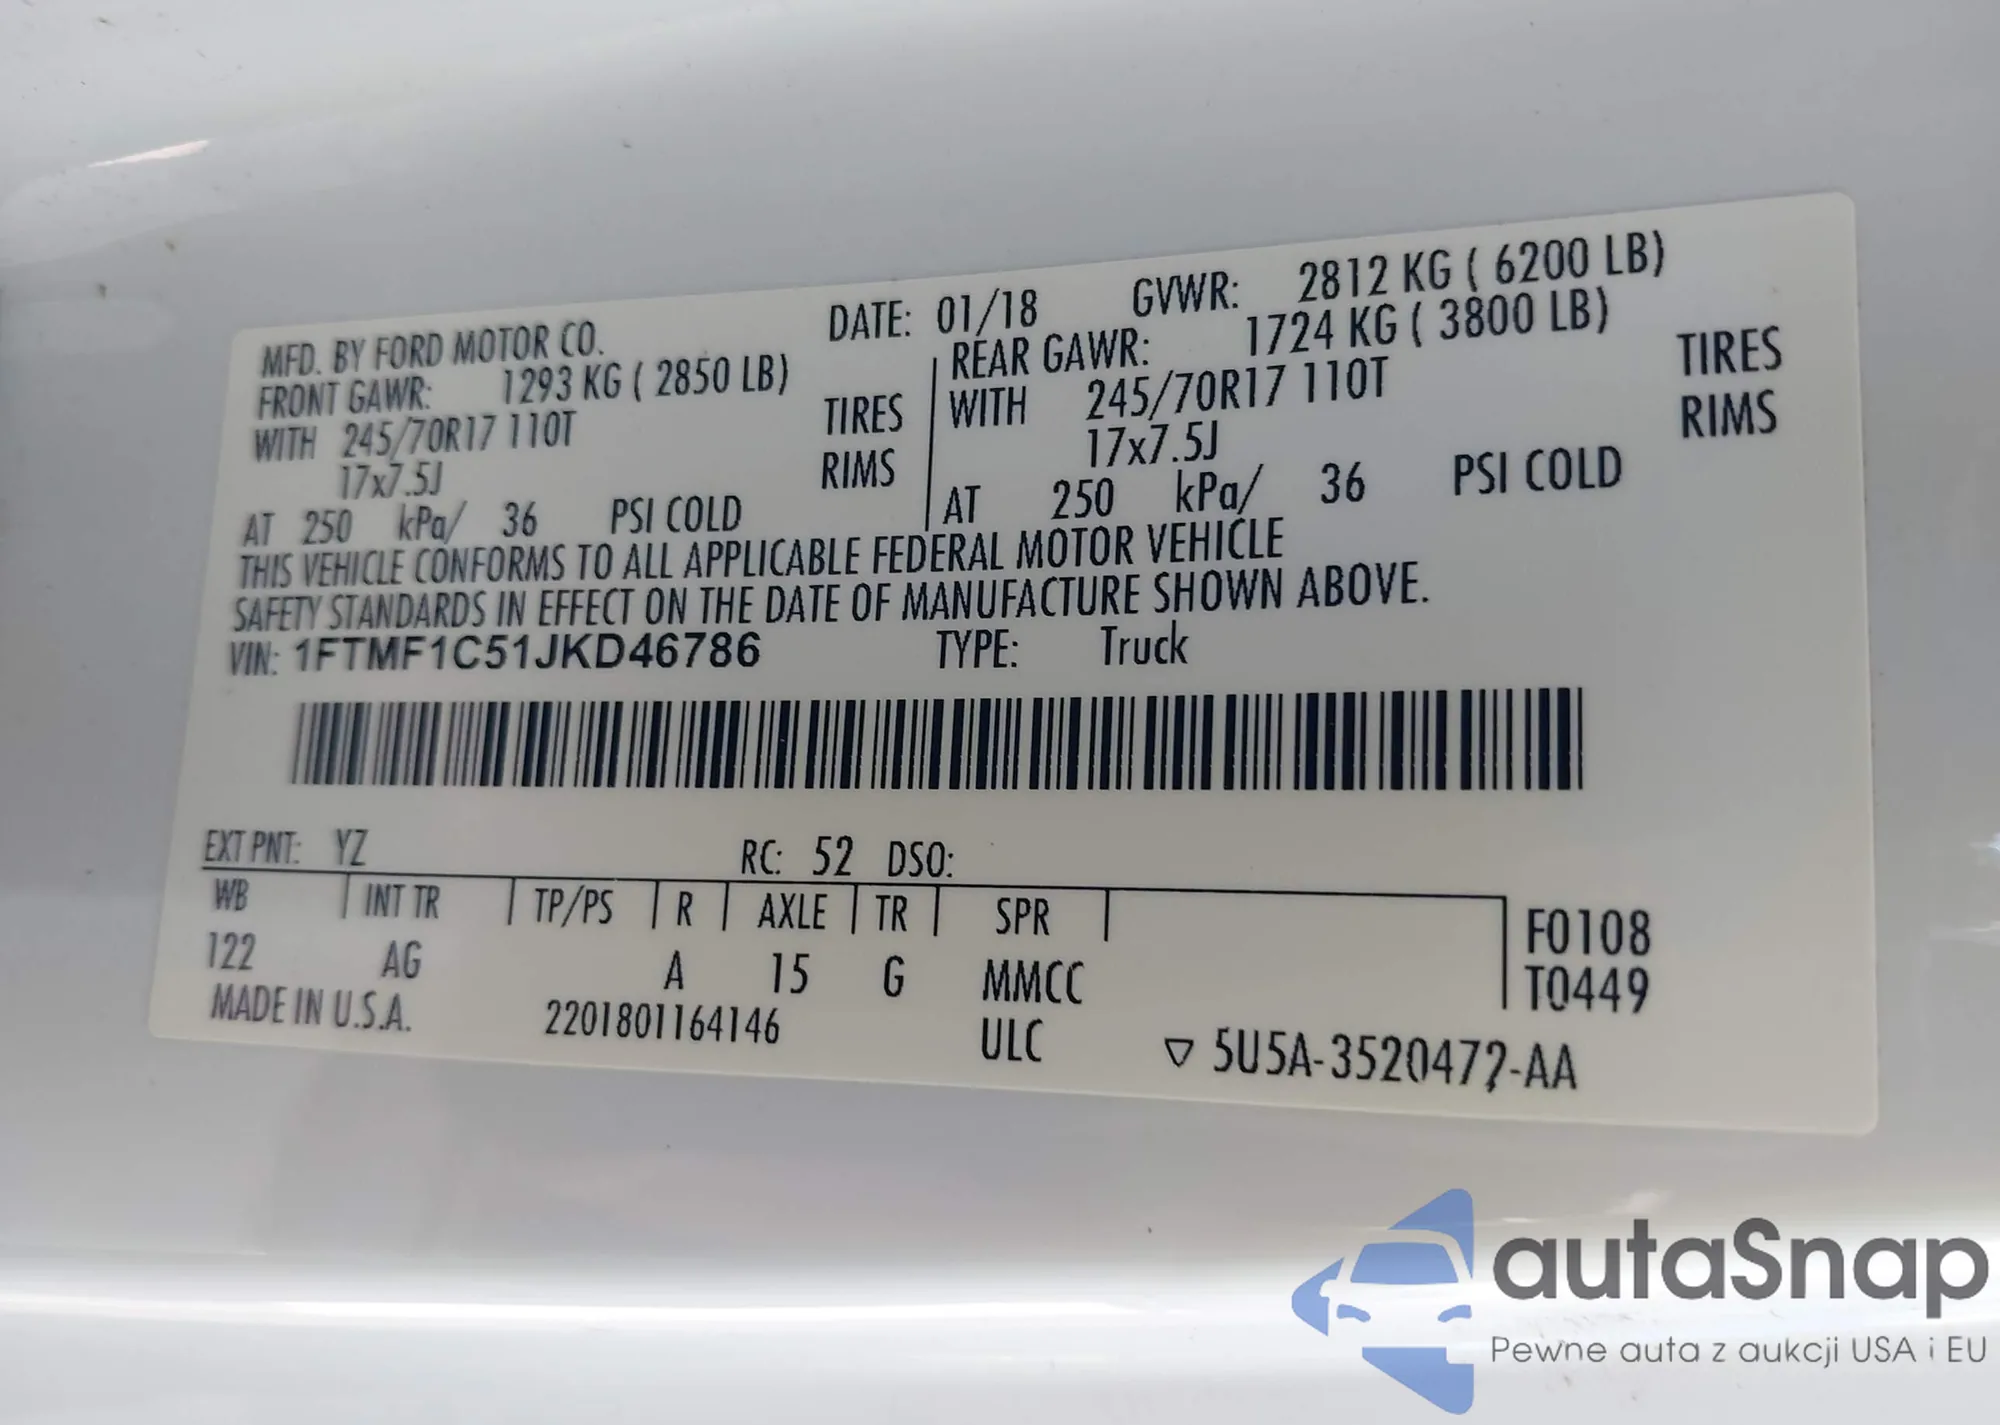 MFD. BY FORD MOTOR CO. DATE: 01/18 GVWR: 2812 KG ( 6200 LB)
FRONT GAWR: 1293 KG ( 2850 LB) REAR GAWR: 1724 KG ( 3800 LB)
WITH 245/70R17 110T TIRES WITH 245/70R17 110T TIRES
17x7.5J RIMS 17x7.5J RIMS
AT 250 kPa/ 36 PSI COLD AT 250 kPa/ 36 PSI COLD
THIS VEHICLE CONFORMS TO ALL APPLICABLE FEDERAL MOTOR VEHICLE
SAFETY STANDARDS IN EFFECT ON THE DATE OF MANUFACTURE SHOWN ABOVE.
VIN: 1FTMF1C51JKD46786 TYPE: Truck
EXT PNT: YZ RC: 52 DSO:
WB INT TR TP/PS R AXLE TR SPR F0108
122 AG A 15 G MMCC T0449
MADE IN U.S.A. 2201801164146 ULC ▽ 5U5A-3520472-AA
autaSnap
Pewne auta z aukcji USA i EU